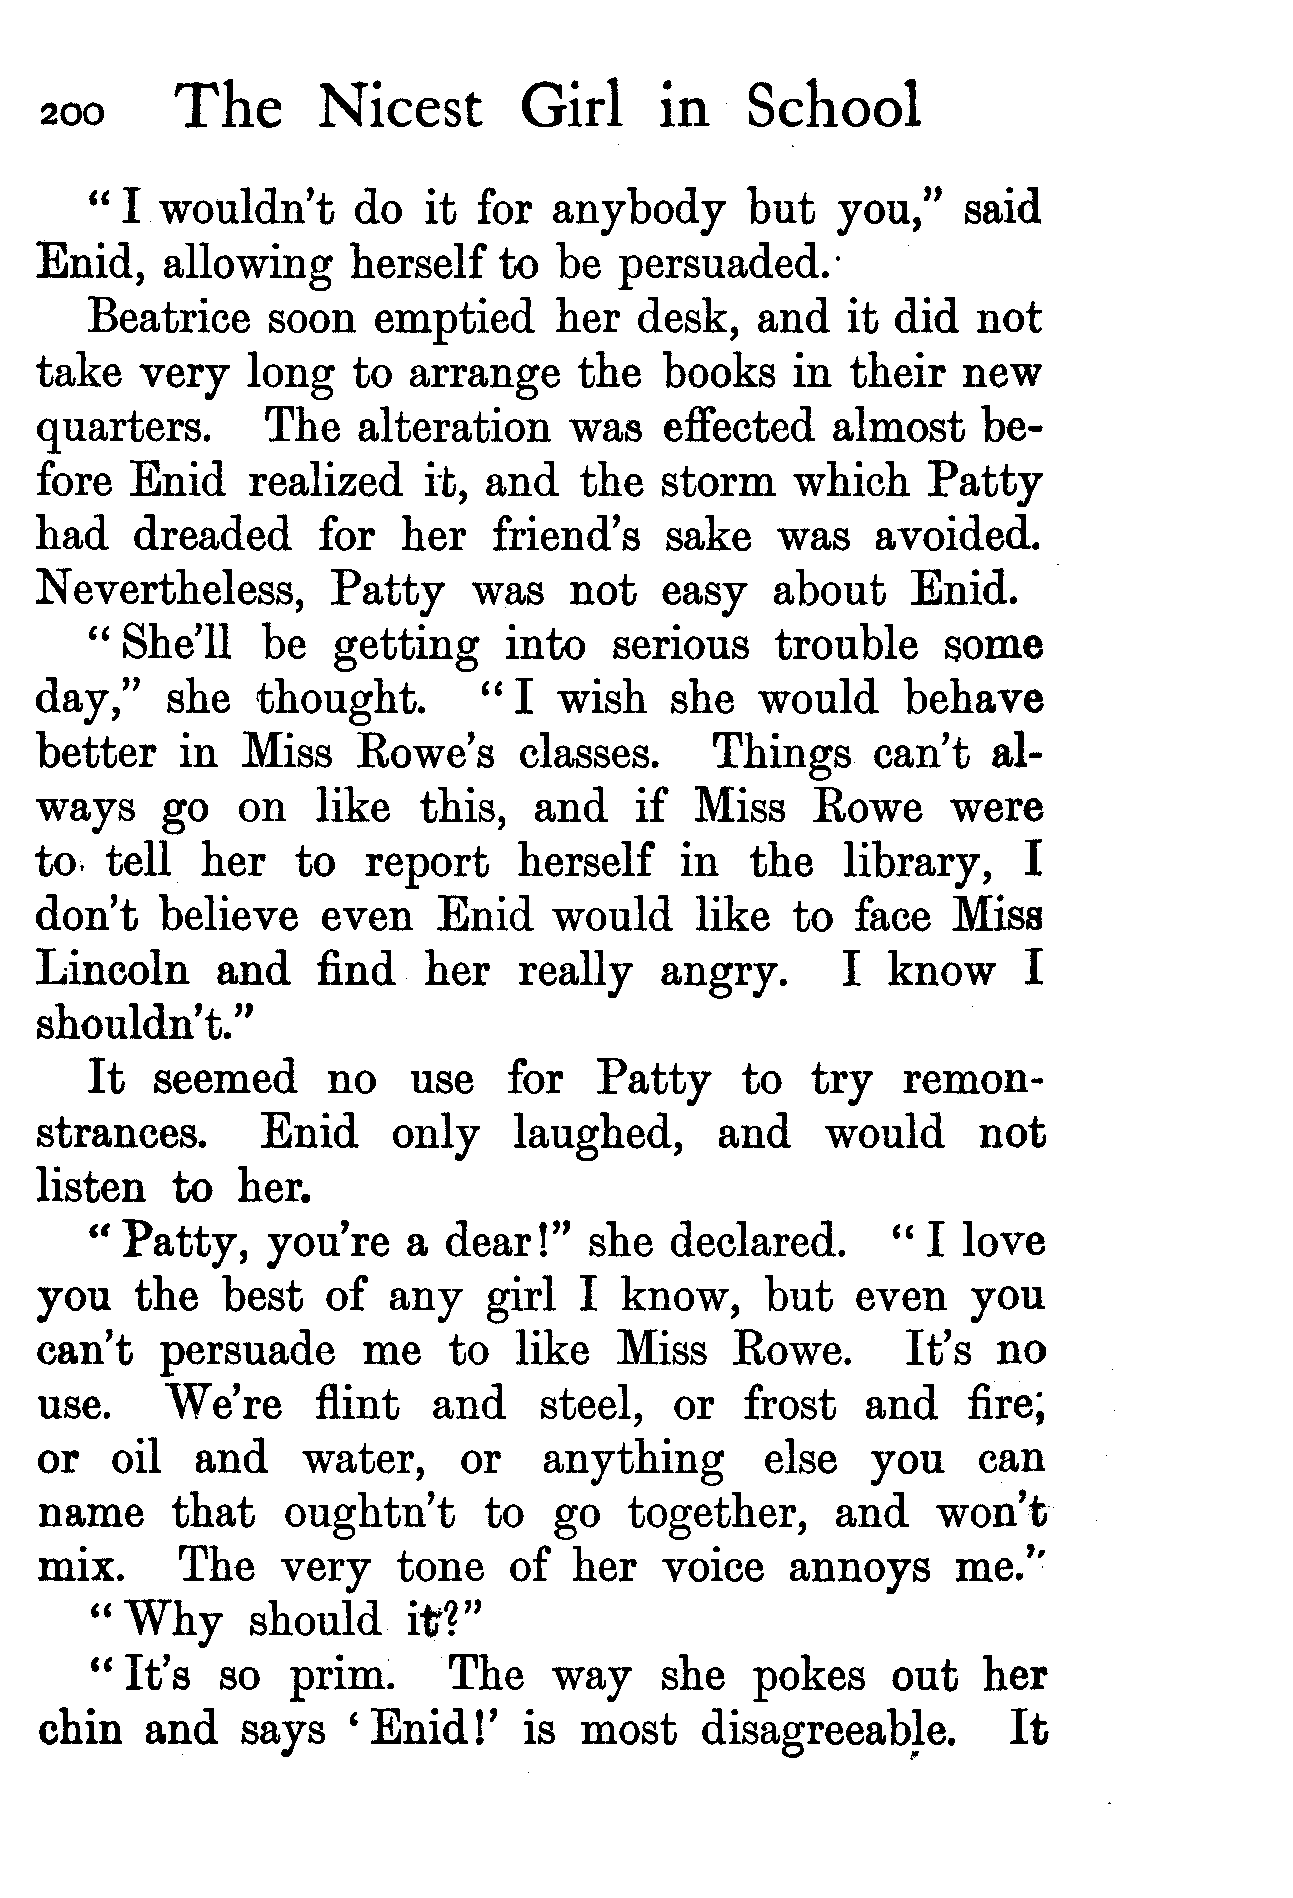 200 The Nicest Girl in School
“I wouldn't do it for anybody but you,” said
Enid, allowing herself to be persuaded.
Beatrice soon emptied her desk, and it did not
take very long to arrange the books in their new
quarters. The alteration was effected almost be-
fore Enid realized it, and the storm which Patty
had dreaded for her friend's sake was avoided.
Nevertheless, Patty was not easy about Enid.
“She'll be getting into serious trouble some
day,” she thought. “I wish she would behave
better in Miss Rowe's classes. Things can't al-
ways go on like this, and if Miss Rowe were
to tell her to report herself in the library, I
don't believe even Enid would like to face Miss
Lincoln and find her really angry. I know I
shouldn't.”
It seemed no use for Patty to try remon-
strances. Enid only laughed, and would not
listen to her.
“Patty, you're a dear!” she declared. “I love
you the best of any girl I know, but even you
can't persuade me to like Miss Rowe. It's no
use. We're flint and steel, or frost and fire;
or oil and water, or anything else you can
name that oughtn't to go together, and won't
mix. The very tone of her voice annoys me.”
“Why should it?”
“It's so prim. The way she pokes out her
chin and says ‘Enid!’ is most disagreeable. It